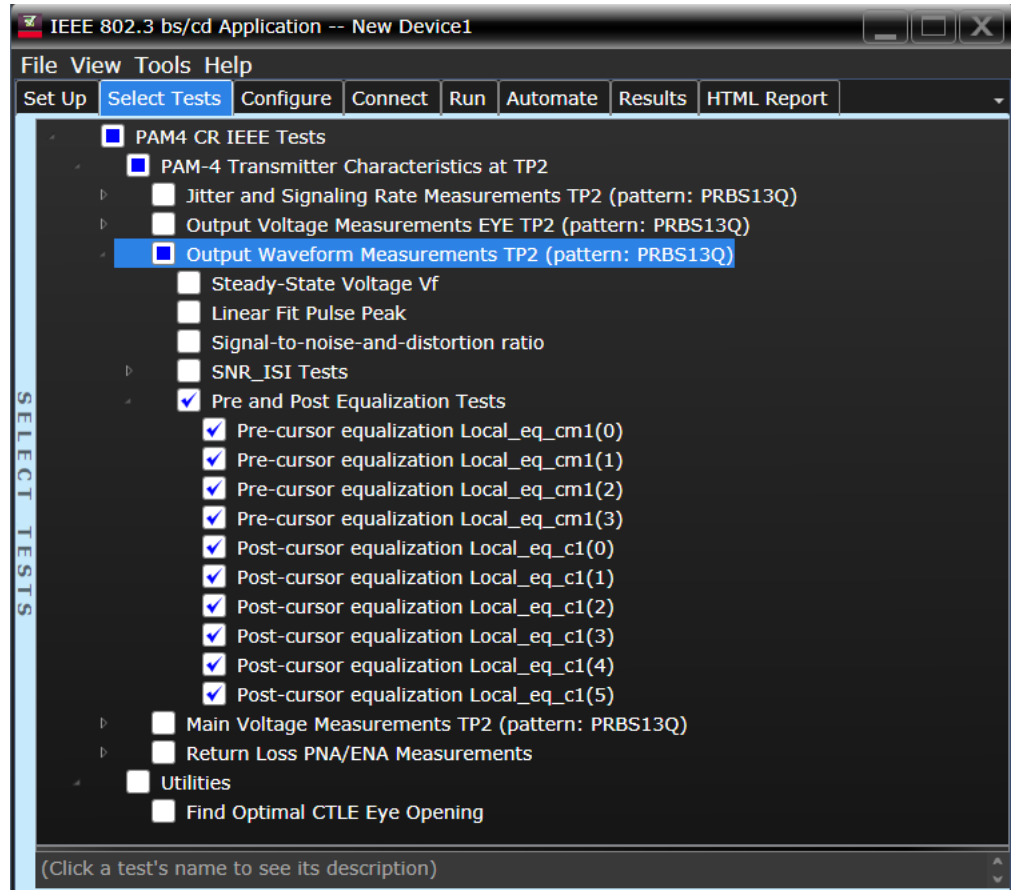 IEEE 802.3 bs/cd Application -- New Device1
File View Tools Help
Set Up Select Tests Configure Connect Run Automate Results HTML Report
PAM4 CR IEEE Tests
PAM-4 Transmitter Characteristics at TP2
Jitter and Signaling Rate Measurements TP2 (pattern: PRBS13Q)
Output Voltage Measurements EYE TP2 (pattern: PRBS13Q)
Output Waveform Measurements TP2 (pattern: PRBS13Q)
Steady-State Voltage Vf
Linear Fit Pulse Peak
Signal-to-noise-and-distortion ratio
SNR_ISI Tests
Pre and Post Equalization Tests
Pre-cursor equalization Local_eq_cm1(0)
Pre-cursor equalization Local_eq_cm1(1)
Pre-cursor equalization Local_eq_cm1(2)
Pre-cursor equalization Local_eq_cm1(3)
Post-cursor equalization Local_eq_c1(0)
Post-cursor equalization Local_eq_c1(1)
Post-cursor equalization Local_eq_c1(2)
Post-cursor equalization Local_eq_c1(3)
Post-cursor equalization Local_eq_c1(4)
Post-cursor equalization Local_eq_c1(5)
Main Voltage Measurements TP2 (pattern: PRBS13Q)
Return Loss PNA/ENA Measurements
Utilities
Find Optimal CTLE Eye Opening
SELECT TESTS
(Click a test's name to see its description)